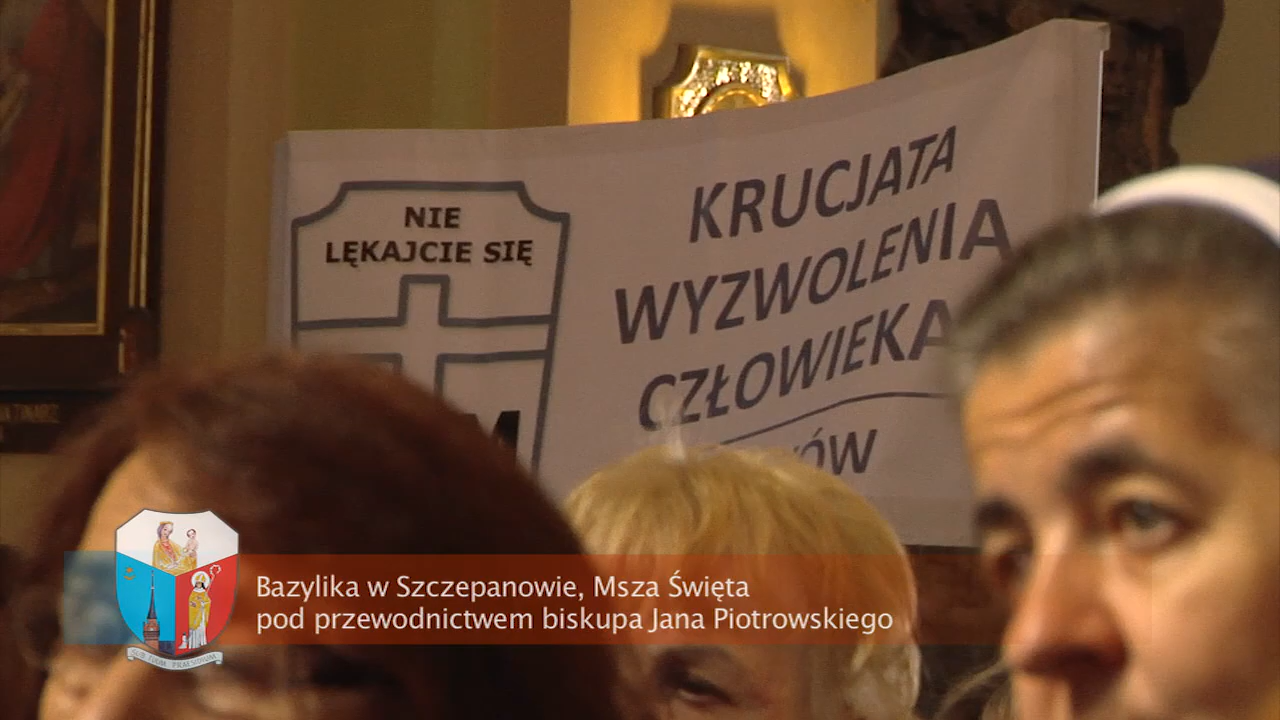 NIE
LĘKAJCIE SIĘ
KRUCJATA
WYZWOLENIA
CZŁOWIEKA
Bazylika w Szczepanowie, Msza Święta
pod przewodnictwem biskupa Jana Piotrowskiego